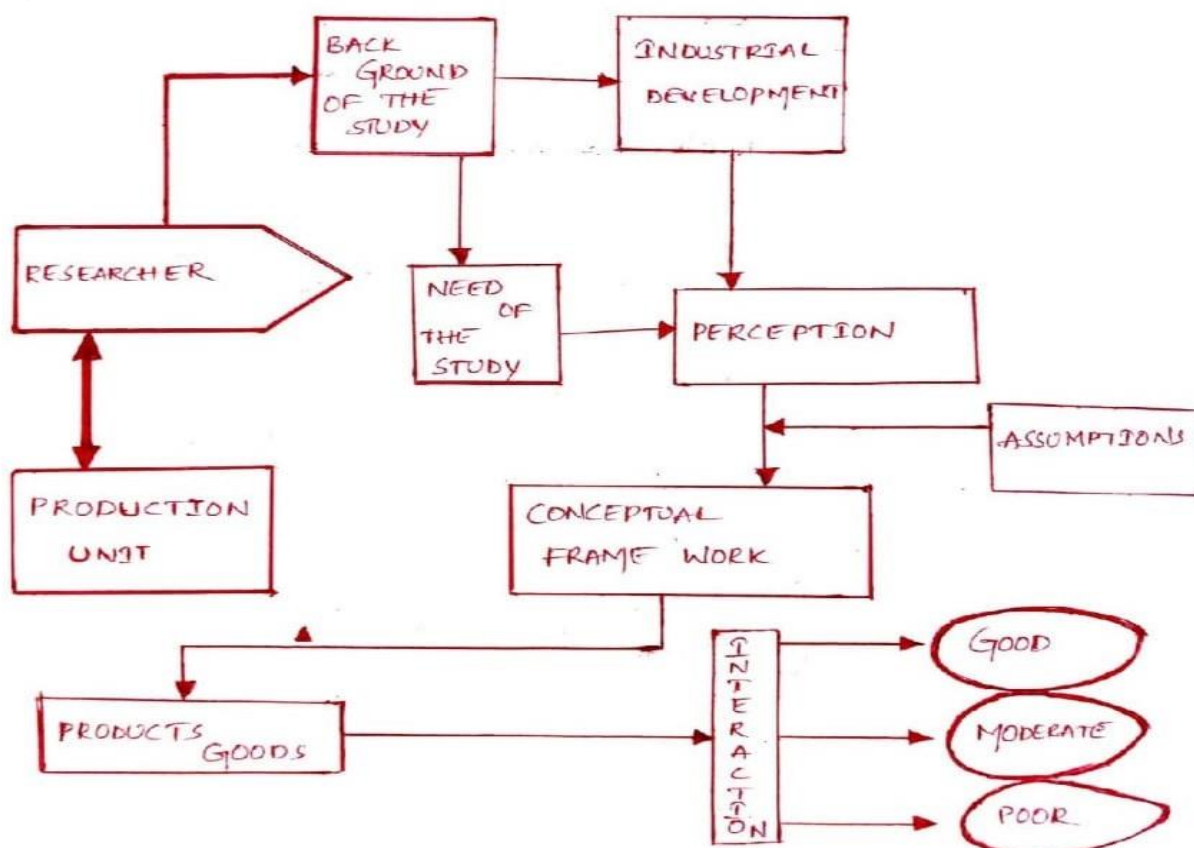 BACK
GROUND
OF THE
STUDY
INDUSTRIAL
DEVELOPMENT
RESEARCHER
NEED
OF
THE
STUDY
PERCEPTION
ASSUMPTIONS
PRODUCTION
UNIT
CONCEPTUAL
FRAME WORK
PRODUCTS
GOODS
INTERACTION
GOOD
MODERATE
POOR